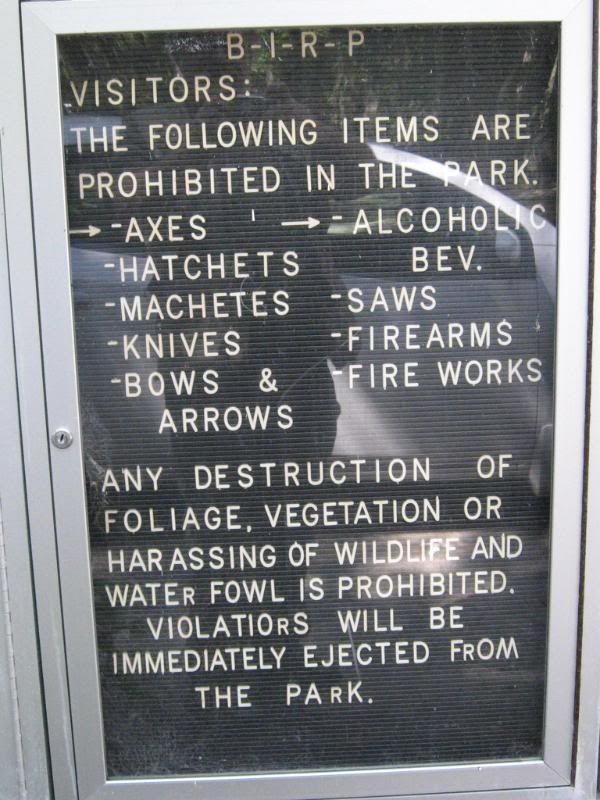 B-I-R-P
VISITORS:
THE FOLLOWING ITEMS ARE
PROHIBITED IN THE PARK.
→ -AXES → -ALCOHOLIC
-HATCHETS BEV.
-MACHETES -SAWS
-KNIVES -FIREARMS
-BOWS & -FIRE WORKS
ARROWS
ANY DESTRUCTION OF
FOLIAGE, VEGETATION OR
HARASSING OF WILDLIFE AND
WATEr FOWL IS PROHIBITED.
VIOLATIOrS WILL BE
IMMEDIATELY EJECTED FrOM
THE PArK.